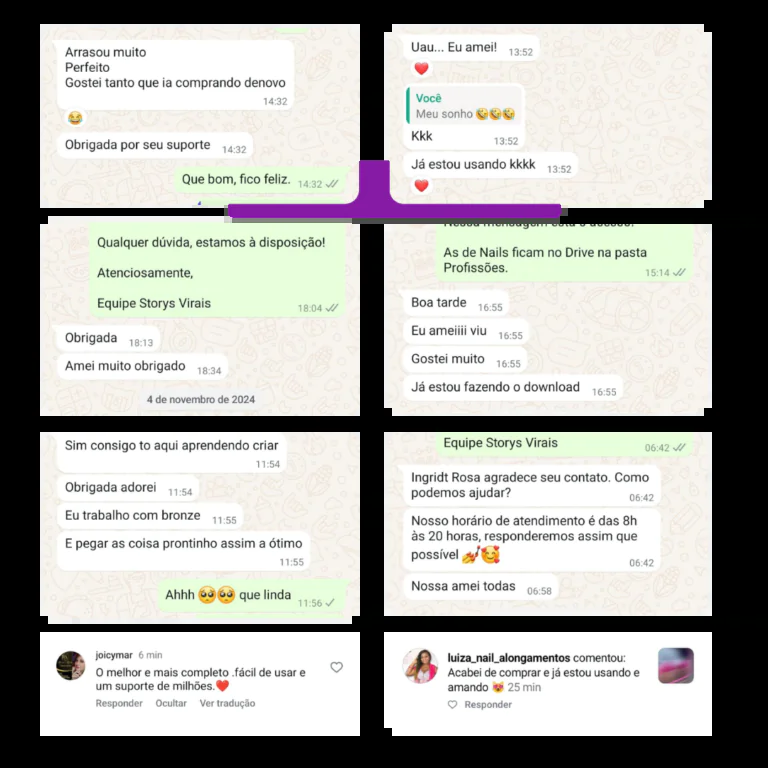 Arrasou muito
Perfeito
Gostei tanto que ia comprando denovo
14:32
😂
Obrigada por seu suporte 14:32
Que bom, fico feliz. 14:32
Uau... Eu amei! 13:52
❤️
Você
Meu sonho 🤣🤣🤣
Kkk 13:52
Já estou usando kkkk 13:52
❤️
Qualquer dúvida, estamos à disposição!
Atenciosamente,
Equipe Storys Virais
18:04
Obrigada 18:13
Amei muito obrigado 18:34
4 de novembro de 2024
As de Nails ficam no Drive na pasta
Profissões.
15:14
Boa tarde 16:55
Eu ameiiii viu 16:55
Gostei muito 16:55
Já estou fazendo o download 16:55
Sim consigo to aqui aprendendo criar
11:54
Obrigada adorei 11:54
Eu trabalho com bronze 11:55
E pegar as coisa prontinho assim a ótimo
11:55
Ahhh 🥺🥺 que linda 11:56
Equipe Storys Virais 06:42
Ingridt Rosa agradece seu contato. Como
podemos ajudar?
06:42
Nosso horário de atendimento é das 8h
às 20 horas, responderemos assim que
possível 💅🥰
06:42
Nossa amei todas 06:58
joicymar 6 min
O melhor e mais completo .fácil de usar e
um suporte de milhões.❤️
Responder Ocultar Ver tradução
luiza_nail_alongamentos comentou:
Acabei de comprar e já estou usando e
amando 😻 25 min
Responder